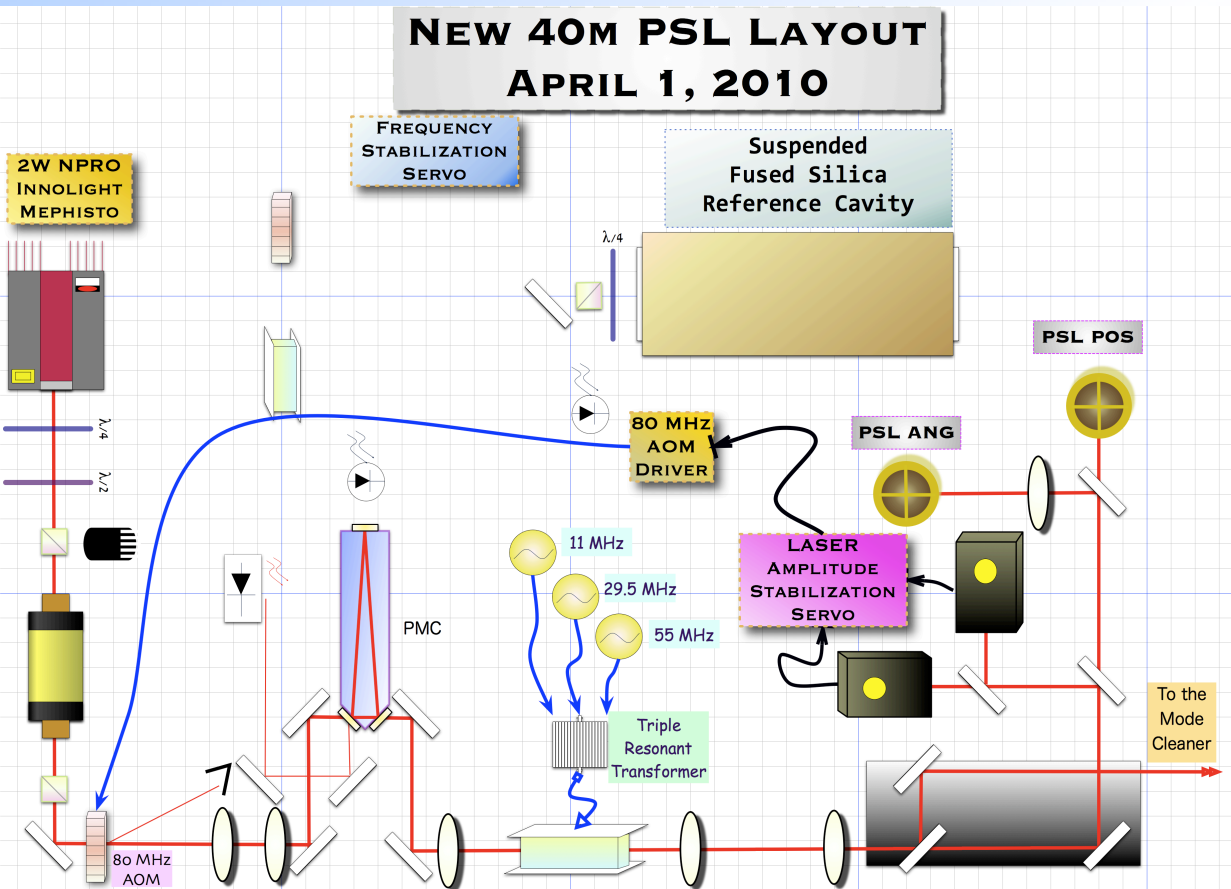 New 40m PSL Layout
April 1, 2010
Frequency
Stabilization
Servo
Suspended
Fused Silica
Reference Cavity
2W NPRO
Innolight
Mephisto
λ/4
PSL POS
λ/4
λ/2
80 MHz
AOM
Driver
PSL ANG
11 MHz
29.5 MHz
55 MHz
LASER
Amplitude
Stabilization
Servo
PMC
To the
Mode
Cleaner
Triple
Resonant
Transformer
80 MHz
AOM